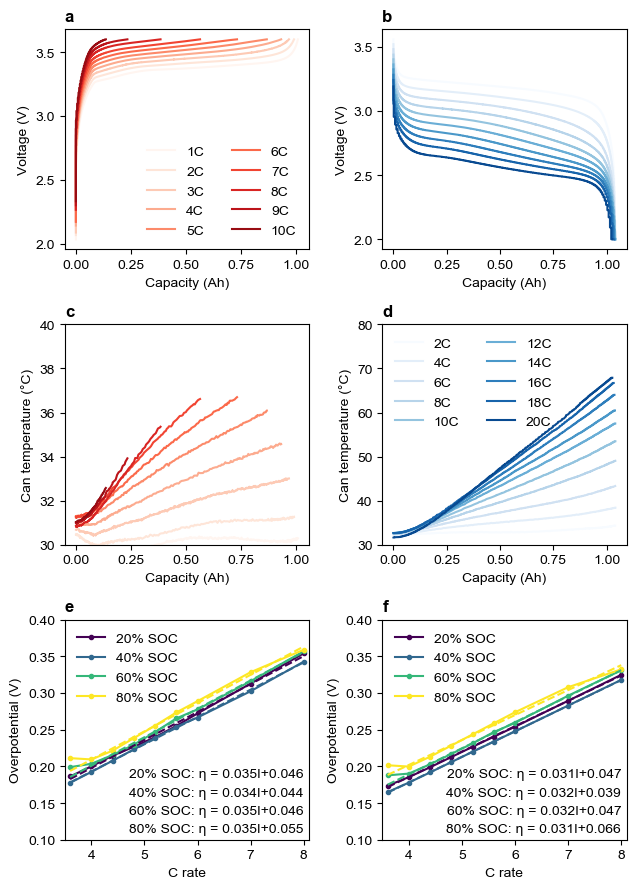 a
3.5
3.0
2.5
2.0
Voltage (V)
1C
2C
3C
4C
5C
6C
7C
8C
9C
10C
0.00
0.25
0.50
0.75
1.00
Capacity (Ah)
b
3.5
3.0
2.5
2.0
Voltage (V)
0.00
0.25
0.50
0.75
1.00
Capacity (Ah)
c
40
38
36
34
32
30
Can temperature (°C)
0.00
0.25
0.50
0.75
1.00
Capacity (Ah)
d
80
70
60
50
40
30
Can temperature (°C)
2C
4C
6C
8C
10C
12C
14C
16C
18C
20C
0.00
0.25
0.50
0.75
1.00
Capacity (Ah)
e
0.40
0.35
0.30
0.25
0.20
0.15
0.10
Overpotential (V)
20% SOC
40% SOC
60% SOC
80% SOC
20% SOC: η = 0.035I+0.046
40% SOC: η = 0.034I+0.044
60% SOC: η = 0.035I+0.046
80% SOC: η = 0.035I+0.055
4
5
6
7
8
C rate
f
0.40
0.35
0.30
0.25
0.20
0.15
0.10
Overpotential (V)
20% SOC
40% SOC
60% SOC
80% SOC
20% SOC: η = 0.031I+0.047
40% SOC: η = 0.032I+0.039
60% SOC: η = 0.032I+0.047
80% SOC: η = 0.031I+0.066
4
5
6
7
8
C rate